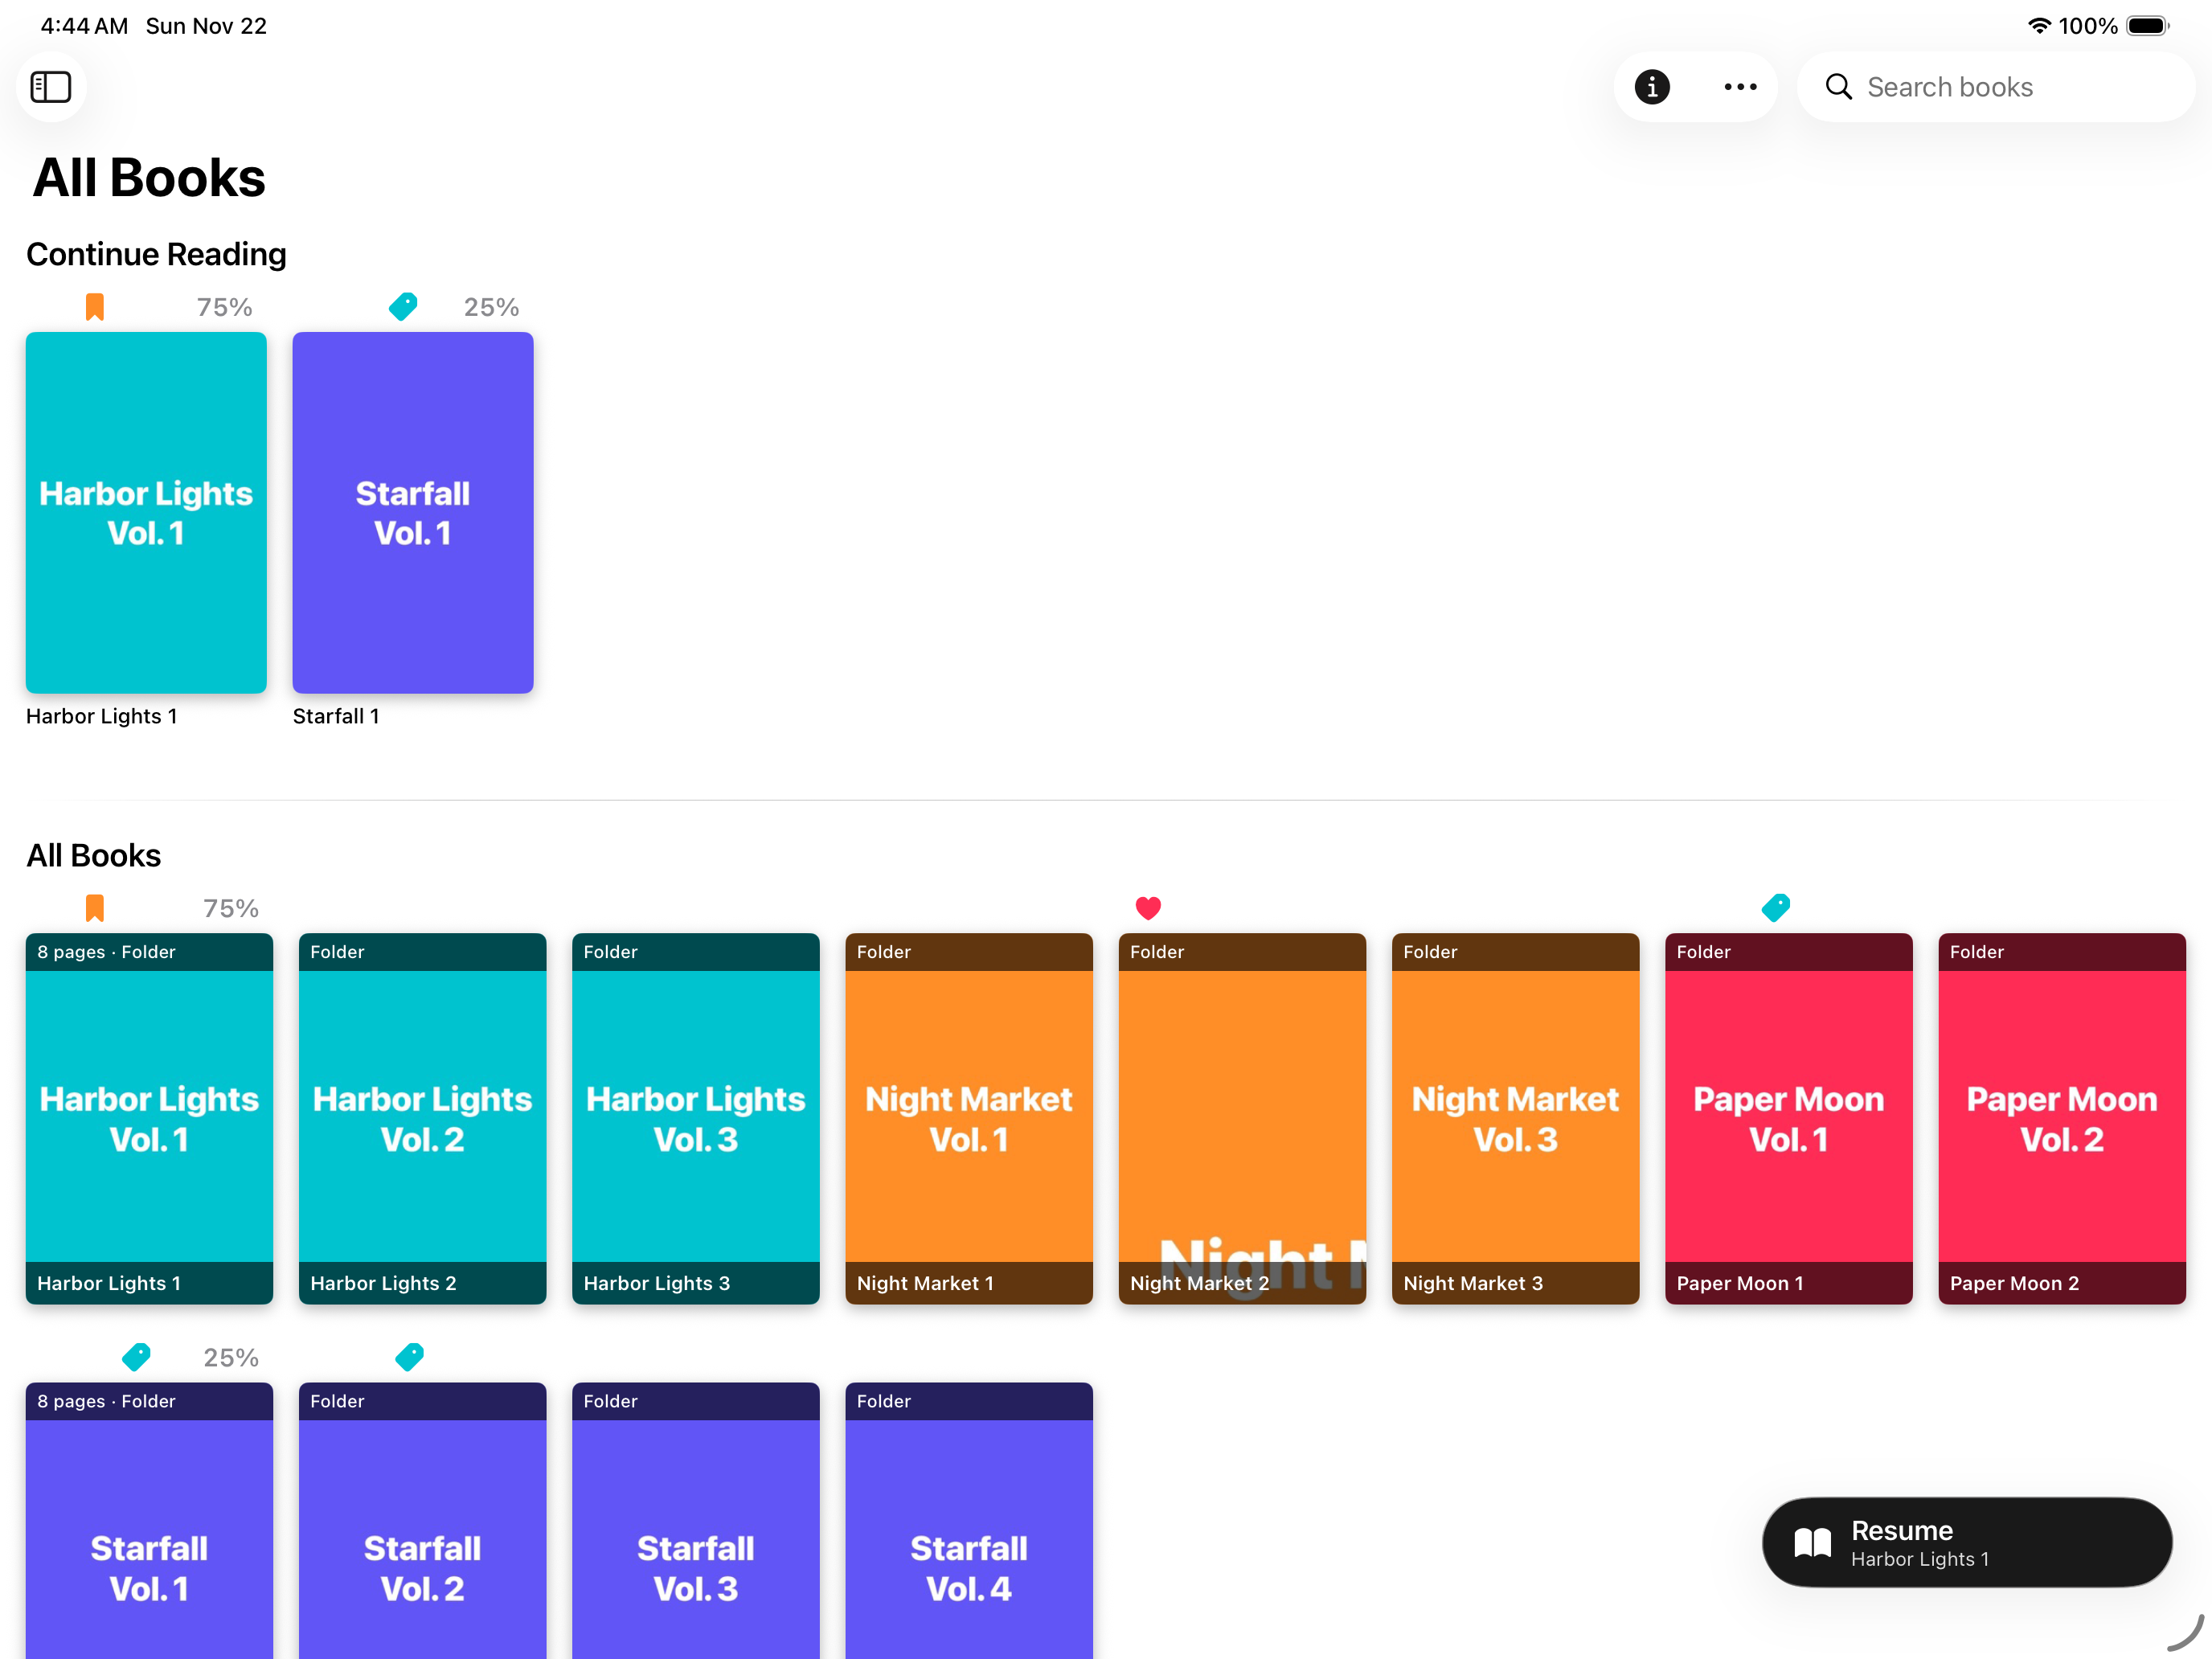 4:44 AM Sun Nov 22
100%
Search books
All Books
Continue Reading
75%
25%
Harbor Lights
Vol. 1
Starfall
Vol. 1
Harbor Lights 1
Starfall 1
All Books
75%
8 pages · Folder
Harbor Lights
Vol. 1
Harbor Lights 1
Folder
Harbor Lights
Vol. 2
Harbor Lights 2
Folder
Harbor Lights
Vol. 3
Harbor Lights 3
Folder
Night Market
Vol. 1
Night Market 1
Folder
Night M
Night Market 2
Folder
Night Market
Vol. 3
Night Market 3
Folder
Paper Moon
Vol. 1
Paper Moon 1
Folder
Paper Moon
Vol. 2
Paper Moon 2
25%
8 pages · Folder
Starfall
Vol. 1
Folder
Starfall
Vol. 2
Folder
Starfall
Vol. 3
Folder
Starfall
Vol. 4
Resume
Harbor Lights 1